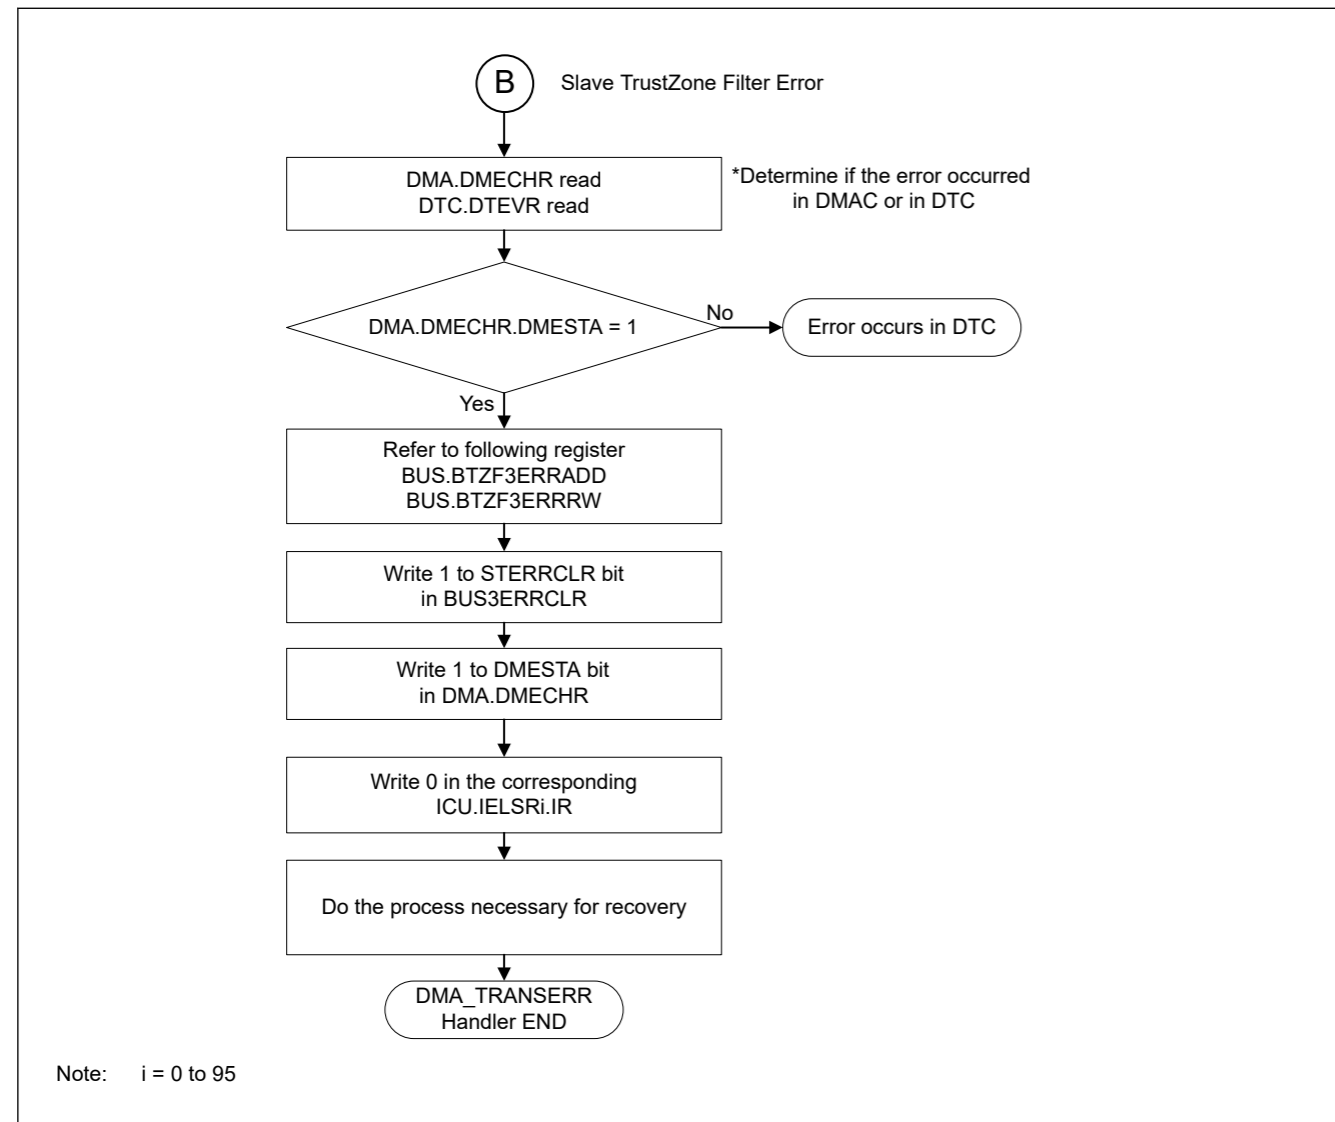 B
Slave TrustZone Filter Error
DMA.DMECHR read
DTC.DTEVR read
*Determine if the error occurred
in DMAC or in DTC
DMA.DMECHR.DMESTA = 1
No
Error occurs in DTC
Yes
Refer to following register
BUS.BTZF3ERRADD
BUS.BTZF3ERRRW
Write 1 to STERRCLR bit
in BUS3ERRCLR
Write 1 to DMESTA bit
in DMA.DMECHR
Write 0 in the corresponding
ICU.IELSRi.IR
Do the process necessary for recovery
DMA_TRANSERR
Handler END
Note: i = 0 to 95